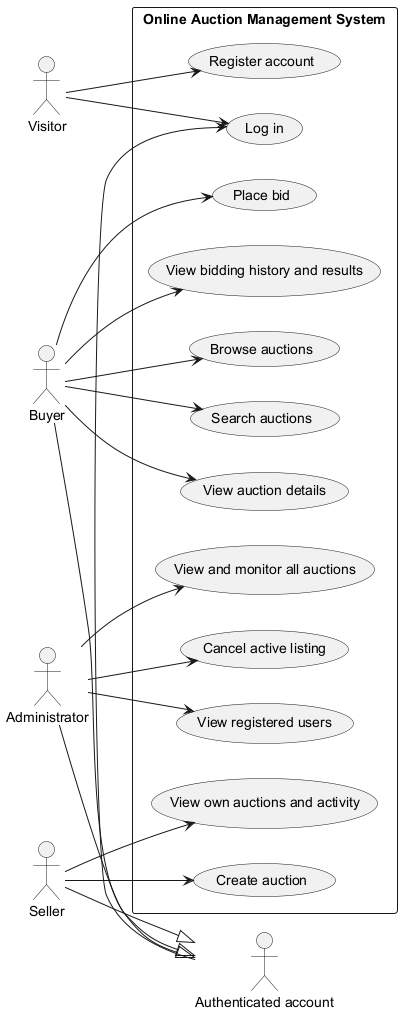 Online Auction Management System
Register account
Visitor
Log in
Place bid
View bidding history and results
Browse auctions
Buyer
Search auctions
View auction details
View and monitor all auctions
Cancel active listing
Administrator
View registered users
View own auctions and activity
Create auction
Seller
Authenticated account